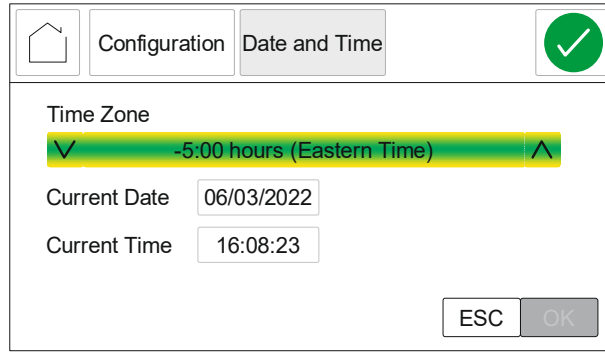 Configuration
Date and Time
Time Zone
-5:00 hours (Eastern Time)
Current Date 06/03/2022
Current Time 16:08:23
ESC OK